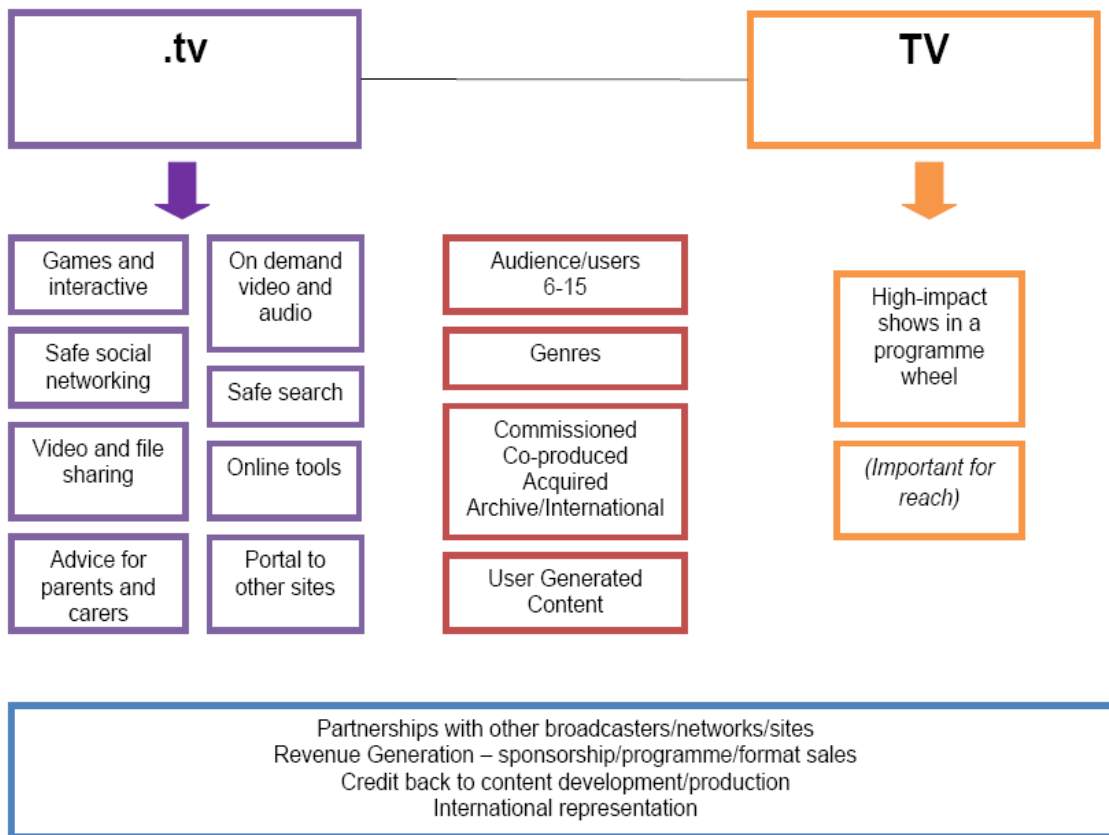 .tv
TV
Games and
interactive
Safe social
networking
Video and file
sharing
Advice for
parents and
carers
On demand
video and
audio
Safe search
Online tools
Portal to
other sites
Audience/users
6-15
Genres
Commissioned
Co-produced
Acquired
Archive/International
User Generated
Content
High-impact
shows in a
programme
wheel
(Important for
reach)
Partnerships with other broadcasters/networks/sites
Revenue Generation – sponsorship/programme/format sales
Credit back to content development/production
International representation